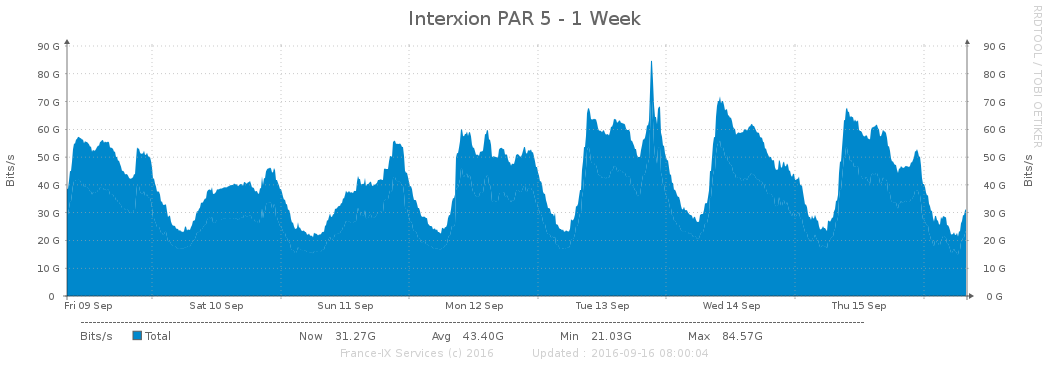 Interxion PAR 5 - 1 Week
RRDTOOL / TOBI OETIKER
Bits/s
90 G 90 G
80 G 80 G
70 G 70 G
60 G 60 G
50 G 50 G
40 G 40 G
30 G 30 G
20 G 20 G
10 G 10 G
0 0 G
Bits/s
Fri 09 Sep Sat 10 Sep Sun 11 Sep Mon 12 Sep Tue 13 Sep Wed 14 Sep Thu 15 Sep
Bits/s Total Now 31.27G Avg 43.40G Min 21.03G Max 84.57G
France-IX Services (c) 2016 Updated : 2016-09-16 08:00:04